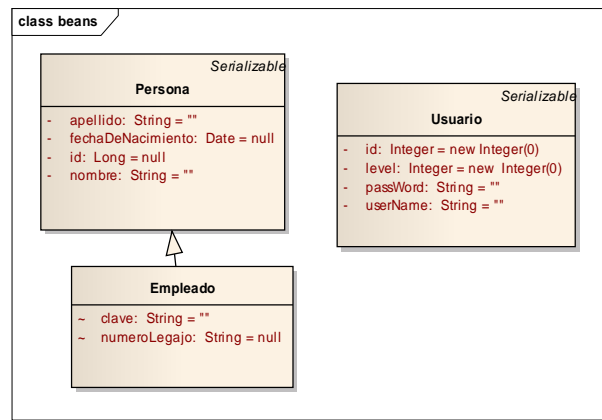 class beans
Serializable
Persona
- apellido: String = ""
- fechaDeNacimiento: Date = null
- id: Long = null
- nombre: String = ""
Serializable
Usuario
- id: Integer = new Integer(0)
- level: Integer = new Integer(0)
- passWord: String = ""
- userName: String = ""
Empleado
~ clave: String = ""
~ numeroLegajo: String = null